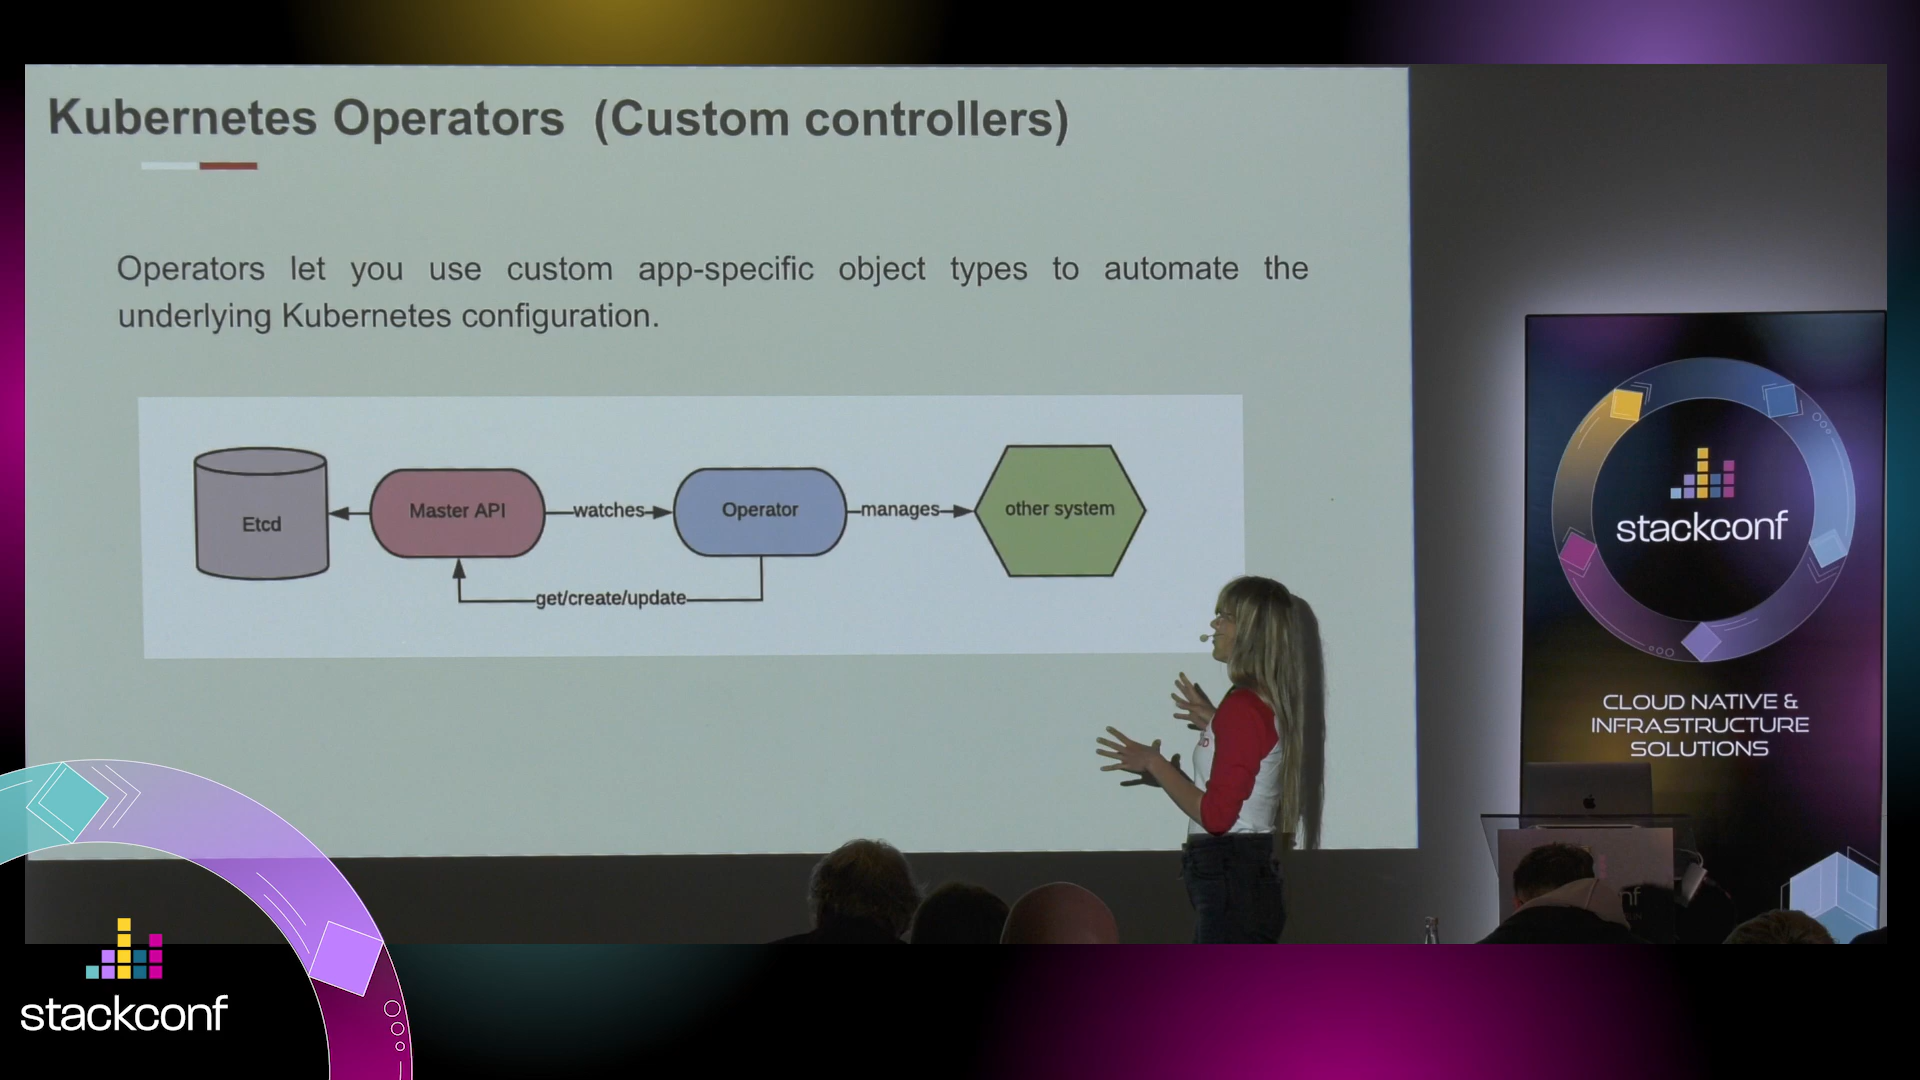 Kubernetes Operators (Custom controllers)
Operators let you use custom app-specific object types to automate the
underlying Kubernetes configuration.
Etcd
Master API
watches
Operator
manages
other system
get/create/update
stackconf
CLOUD NATIVE &
INFRASTRUCTURE
SOLUTIONS
stackconf